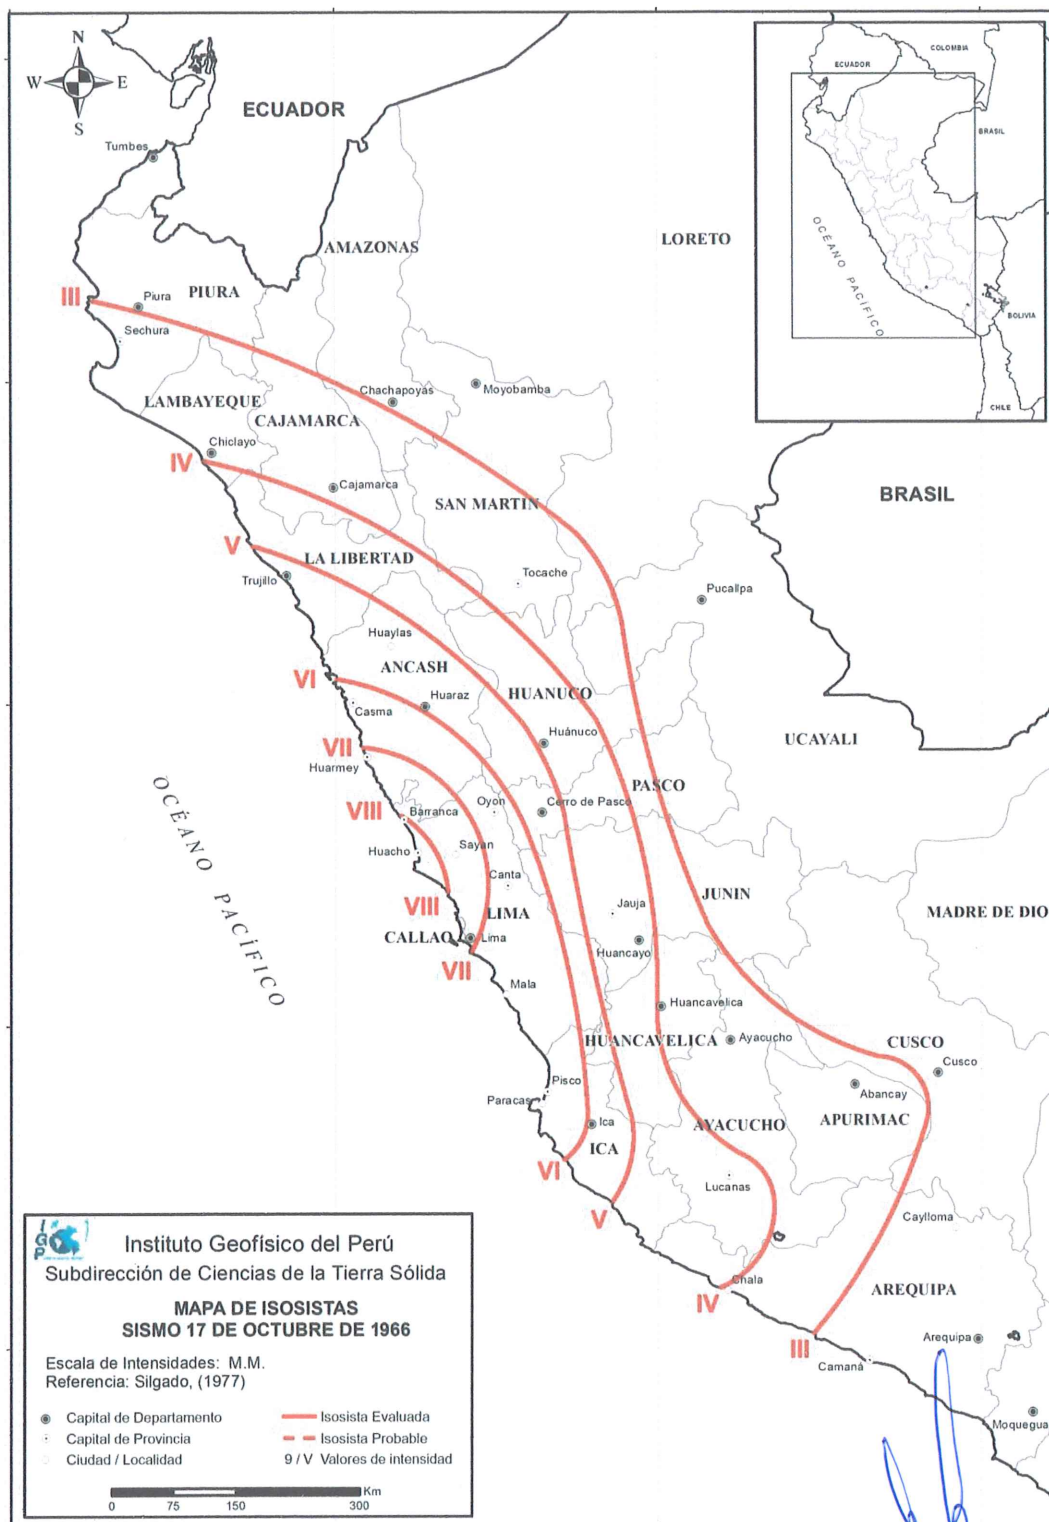 N
W E
S
ECUADOR
Tumbes
AMAZONAS
LORETO
III
Piura
PIURA
Sechura
LAMBAYEQUE
CAJAMARCA
Chachapoyas
Moyobamba
Chiclayo
IV
Cajamarca
SAN MARTIN
BRASIL
V
LA LIBERTAD
Trujillo
Tocache
Pucallpa
Huaylas
ANCASH
VI
Huaraz
HUANUCO
Casma
Huánuco
UCAYALI
VII
Huarmey
PASCO
VIII
Barranca
Oyon
Cerro de Pasco
Huacho
Sayan
Canta
JUNIN
VIII
LIMA
Jauja
MADRE DE DIO
CALLAO
Lima
Huancayo
VII
OCÉANO PACÍFICO
Mala
Huancavelica
HUANCAVELICA
Ayacucho
CUSCO
Cusco
Pisco
Paracas
Abancay
Ica
ICA
AYACUCHO
APURIMAC
VI
Lucanas
V
Caylloma
Chala
IV
AREQUIPA
III
Camaná
Arequipa
Moquegua
COLOMBIA
ECUADOR
BRASIL
OCÉANO PACÍFICO
BOLIVIA
CHILE
IGP
Instituto Geofísico del Perú
Subdirección de Ciencias de la Tierra Sólida
MAPA DE ISOSISTAS
SISMO 17 DE OCTUBRE DE 1966
Escala de Intensidades: M.M.
Referencia: Silgado, (1977)
Capital de Departamento
Isosista Evaluada
Capital de Provincia
Isosista Probable
Ciudad / Localidad
9 / V Valores de intensidad
Km
0 75 150 300